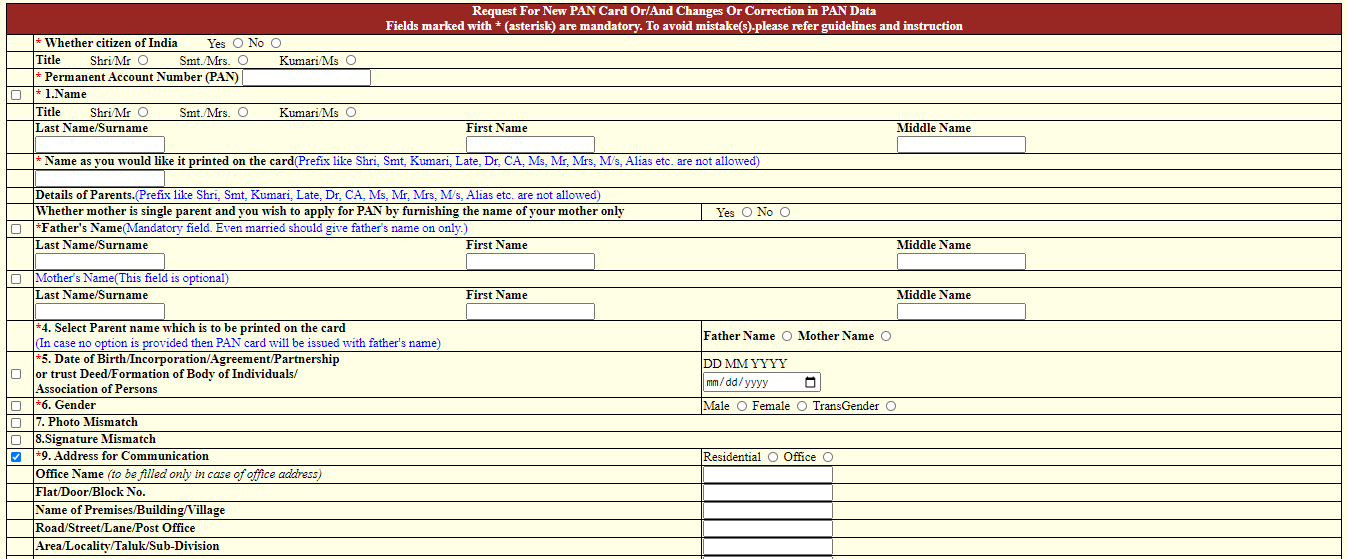 Request For New PAN Card Or/And Changes Or Correction in PAN Data
Fields marked with * (asterisk) are mandatory. To avoid mistake(s).please refer guidelines and instruction
* Whether citizen of India Yes No
Title Shri/Mr Smt./Mrs. Kumari/Ms
* Permanent Account Number (PAN)
* 1.Name
Title Shri/Mr Smt./Mrs. Kumari/Ms
Last Name/Surname First Name Middle Name
* Name as you would like it printed on the card(Prefix like Shri, Smt, Kumari, Late, Dr, CA, Ms, Mr, Mrs, M/s, Alias etc. are not allowed)
Details of Parents.(Prefix like Shri, Smt, Kumari, Late, Dr, CA, Ms, Mr, Mrs, M/s, Alias etc. are not allowed)
Whether mother is single parent and you wish to apply for PAN by furnishing the name of your mother only Yes No
*Father's Name(Mandatory field. Even married should give father's name on only.)
Last Name/Surname First Name Middle Name
Mother's Name(This field is optional)
Last Name/Surname First Name Middle Name
*4. Select Parent name which is to be printed on the card
(In case no option is provided then PAN card will be issued with father's name)
Father Name Mother Name
*5. Date of Birth/Incorporation/Agreement/Partnership
or trust Deed/Formation of Body of Individuals/
Association of Persons
DD MM YYYY
mm/dd/yyyy
*6. Gender Male Female TransGender
7. Photo Mismatch
8.Signature Mismatch
*9. Address for Communication Residential Office
Office Name (to be filled only in case of office address)
Flat/Door/Block No.
Name of Premises/Building/Village
Road/Street/Lane/Post Office
Area/Locality/Taluk/Sub-Division